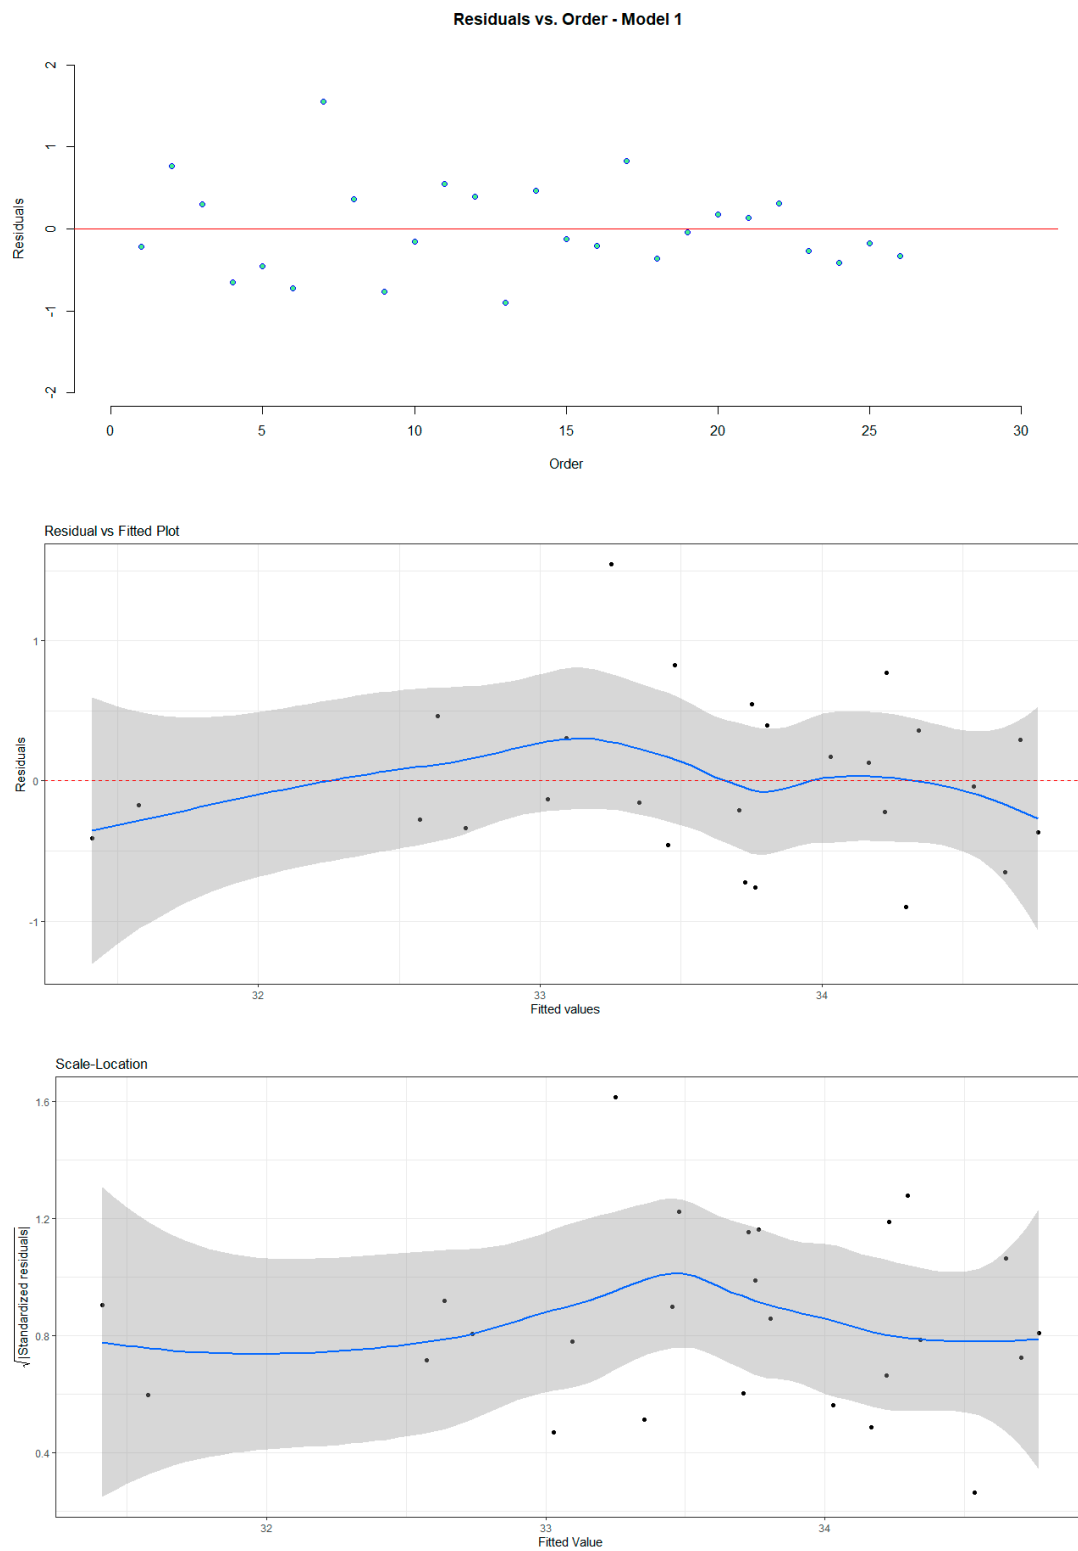 Residuals vs. Order - Model 1
2
1
0
-1
-2
Residuals
0 5 10 15 20 25 30
Order
Residual vs Fitted Plot
1
0
-1
Residuals
32 33 34
Fitted values
Scale-Location
1.6
1.2
0.8
0.4
√|Standardized residuals|
32 33 34
Fitted Value